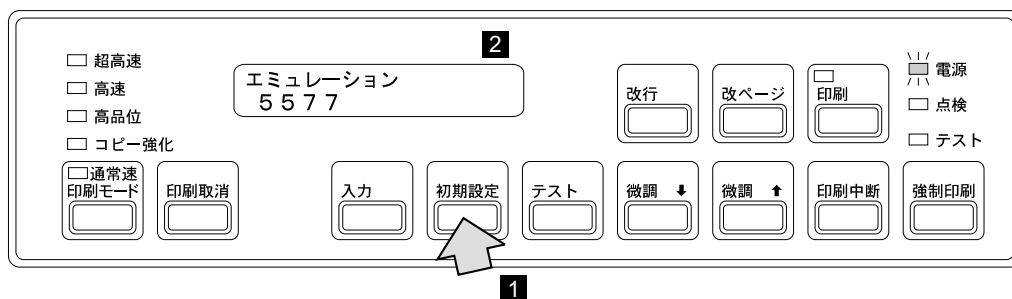 2
超高速
高速
高品位
コピー強化
エミュレーション
5577
改行
改ページ
印刷
電源
点検
テスト
通常速
印刷モード
印刷取消
入力
初期設定
テスト
微調 ⬇
微調 ⬆
印刷中断
強制印刷
1